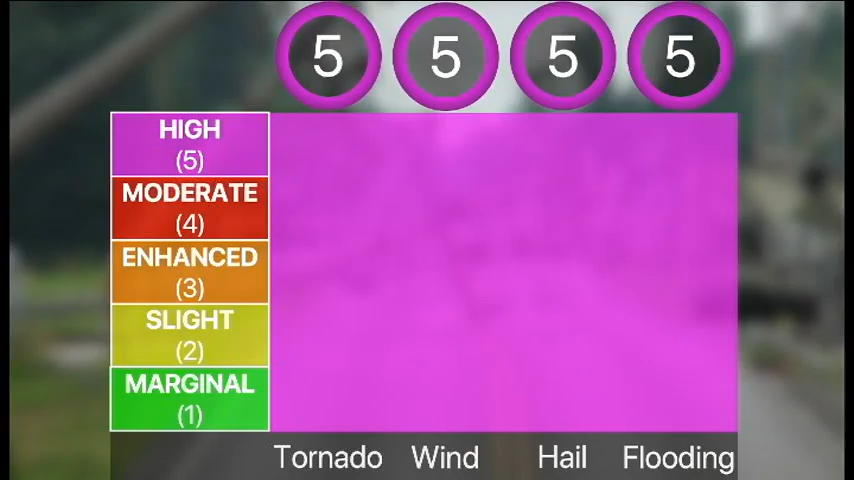 5 5 5 5
HIGH
(5)
MODERATE
(4)
ENHANCED
(3)
SLIGHT
(2)
MARGINAL
(1)
Tornado Wind Hail Flooding